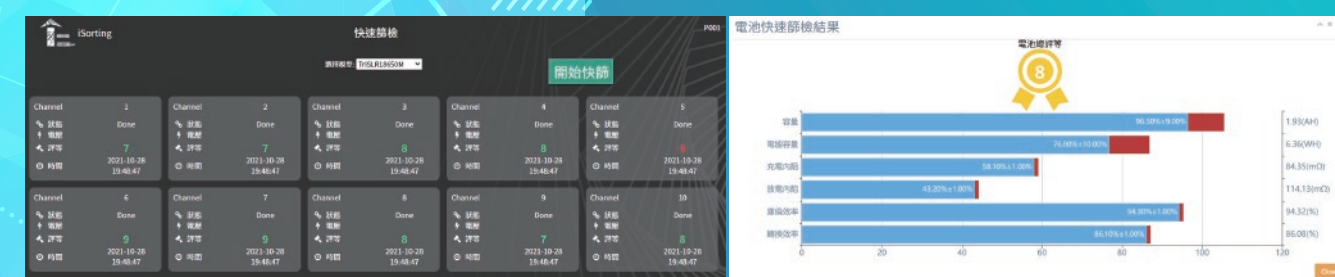 iSorting
快速篩檢
P001
選擇模型: TriSLR18650M
開始快篩
Channel 1
狀態 Done
電壓
評等 7
時間 2021-10-28
19:48:47
Channel 2
狀態 Done
電壓
評等 7
時間 2021-10-28
19:48:47
Channel 3
狀態 Done
電壓
評等 8
時間 2021-10-28
19:48:47
Channel 4
狀態 Done
電壓
評等 8
時間 2021-10-28
19:48:47
Channel 5
狀態 Done
電壓
評等
時間 2021-10-28
19:48:47
Channel 6
狀態 Done
電壓
評等 9
時間 2021-10-28
19:48:47
Channel 7
狀態 Done
電壓
評等 9
時間 2021-10-28
19:48:47
Channel 8
狀態 Done
電壓
評等 8
時間 2021-10-28
19:48:47
Channel 9
狀態 Done
電壓
評等 7
時間 2021-10-28
19:48:47
Channel 10
狀態 Done
電壓
評等 8
時間 2021-10-28
19:48:47
電池快速篩檢結果
電池總評等
8
容量 96.50%±9.00% 1.93(AH)
電能容量 76.00%±10.00% 6.36(WH)
充電內阻 58.10%±1.00% 84.35(mΩ)
放電內阻 43.20%±1.00% 114.13(mΩ)
庫倫效率 94.30%±1.00% 94.32(%)
轉換效率 86.10%±1.00% 86.08(%)
0 20 40 60 80 100 120